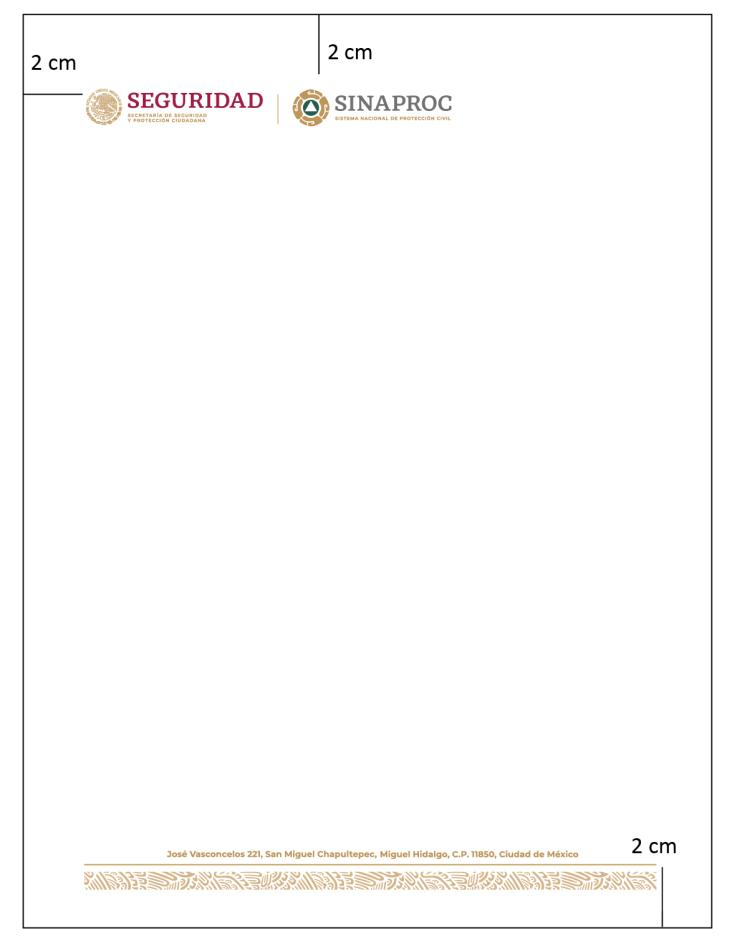 2 cm
2 cm
SEGURIDAD
SECRETARÍA DE SEGURIDAD
Y PROTECCIÓN CIUDADANA
SINAPROC
SISTEMA NACIONAL DE PROTECCIÓN CIVIL
2 cm
José Vasconcelos 221, San Miguel Chapultepec, Miguel Hidalgo, C.P. 11850, Ciudad de México